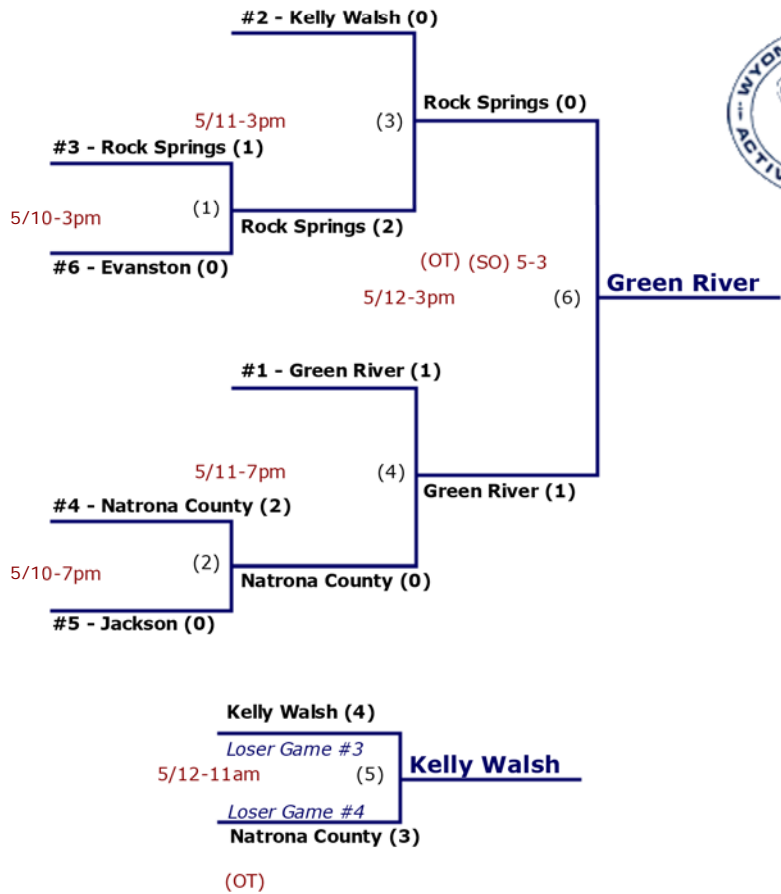 #2 - Kelly Walsh (0)
WYOM
ACTIV
Rock Springs (0)
5/11-3pm
(3)
#3 - Rock Springs (1)
5/10-3pm
(1)
Rock Springs (2)
#6 - Evanston (0)
(OT) (SO) 5-3
5/12-3pm
(6)
Green River
#1 - Green River (1)
5/11-7pm
(4)
Green River (1)
#4 - Natrona County (2)
5/10-7pm
(2)
Natrona County (0)
#5 - Jackson (0)
Kelly Walsh (4)
Loser Game #3
5/12-11am
(5)
Kelly Walsh
Loser Game #4
Natrona County (3)
(OT)